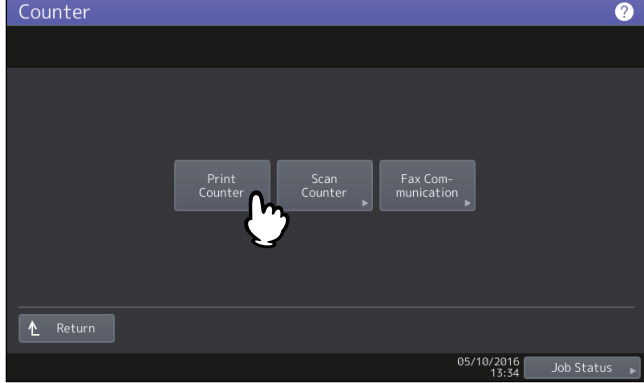 Counter
?
Print
Counter
Scan
Counter
Fax Com-
munication
Return
05/10/2016
13:34
Job Status